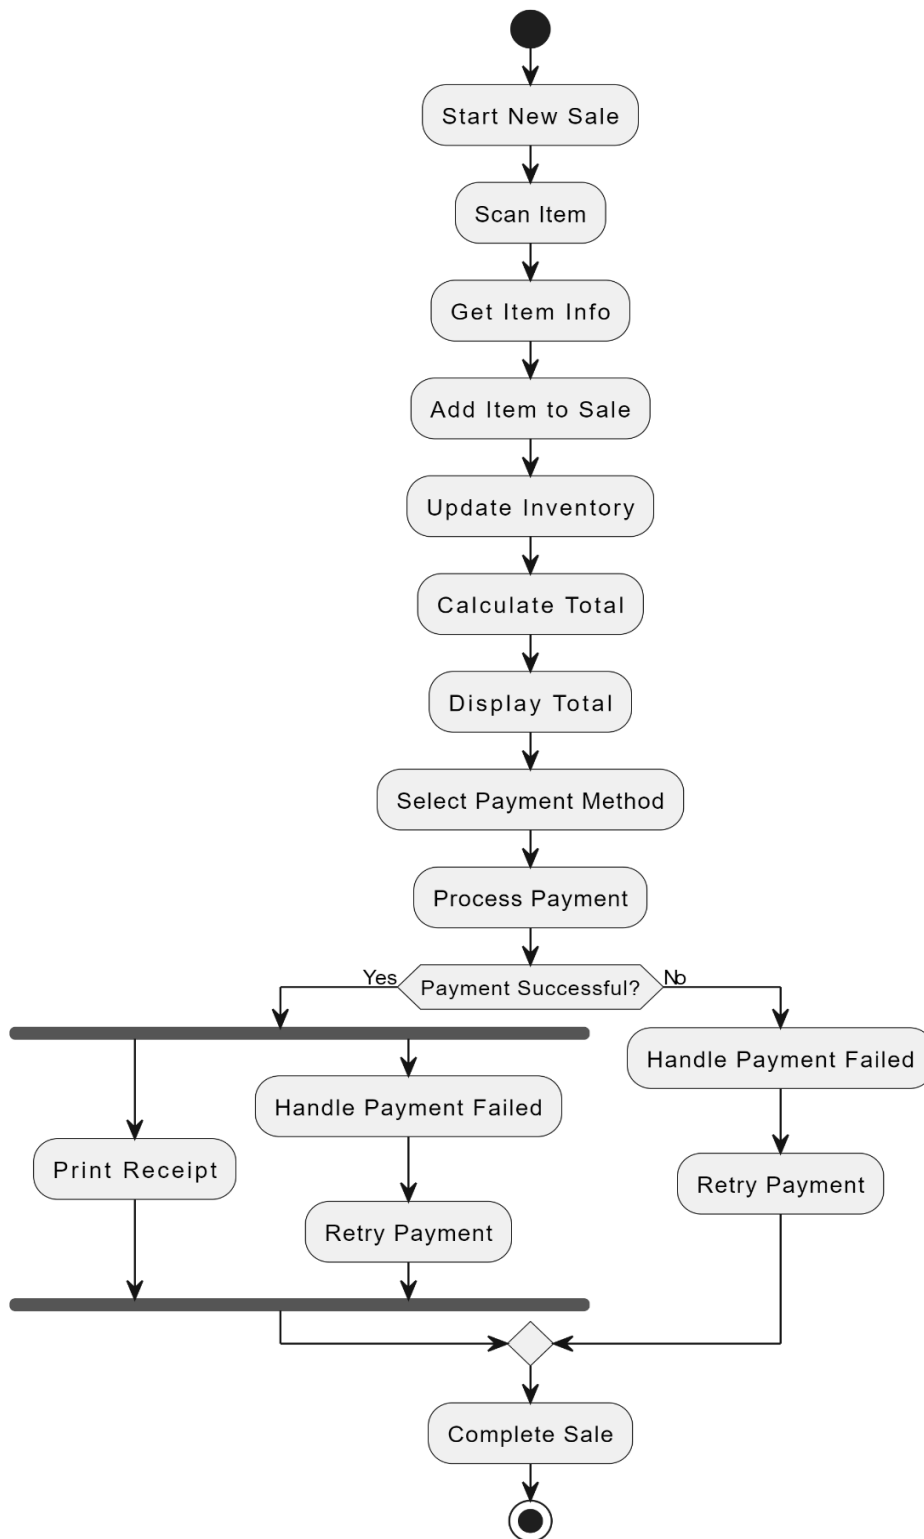 Start New Sale
Scan Item
Get Item Info
Add Item to Sale
Update Inventory
Calculate Total
Display Total
Select Payment Method
Process Payment
Yes
Payment Successful?
No
Handle Payment Failed
Handle Payment Failed
Print Receipt
Retry Payment
Retry Payment
Complete Sale